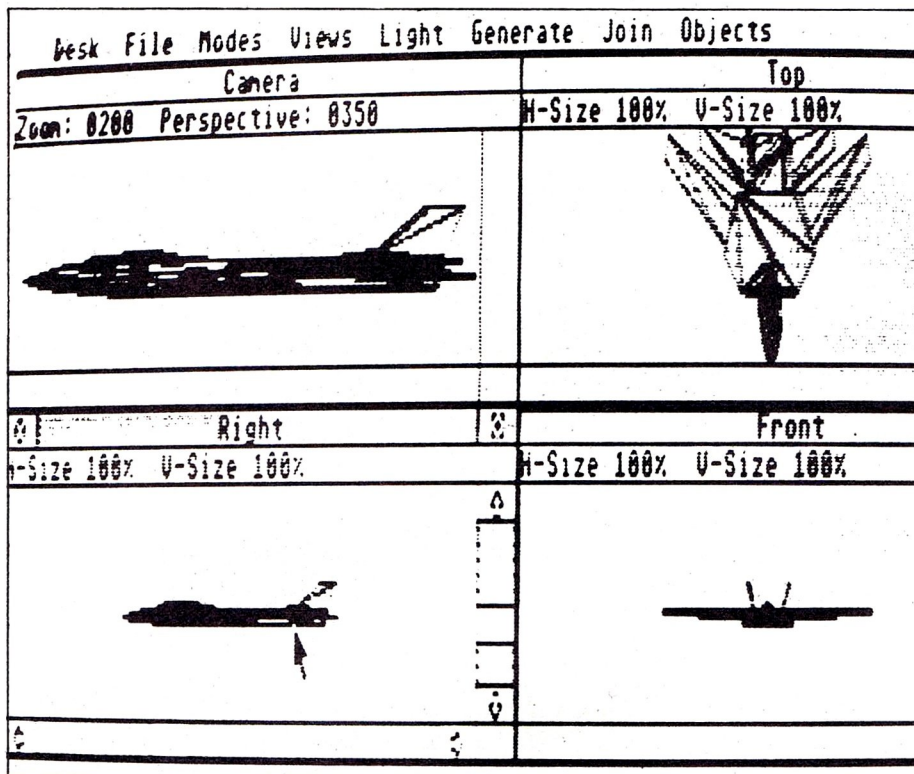 Desk File Modes Views Light Generate Join Objects
Camera
Zoom: 0200 Perspective: 0350
Top
H-Size 100% V-Size 100%
Right
H-Size 100% V-Size 100%
Front
H-Size 100% V-Size 100%